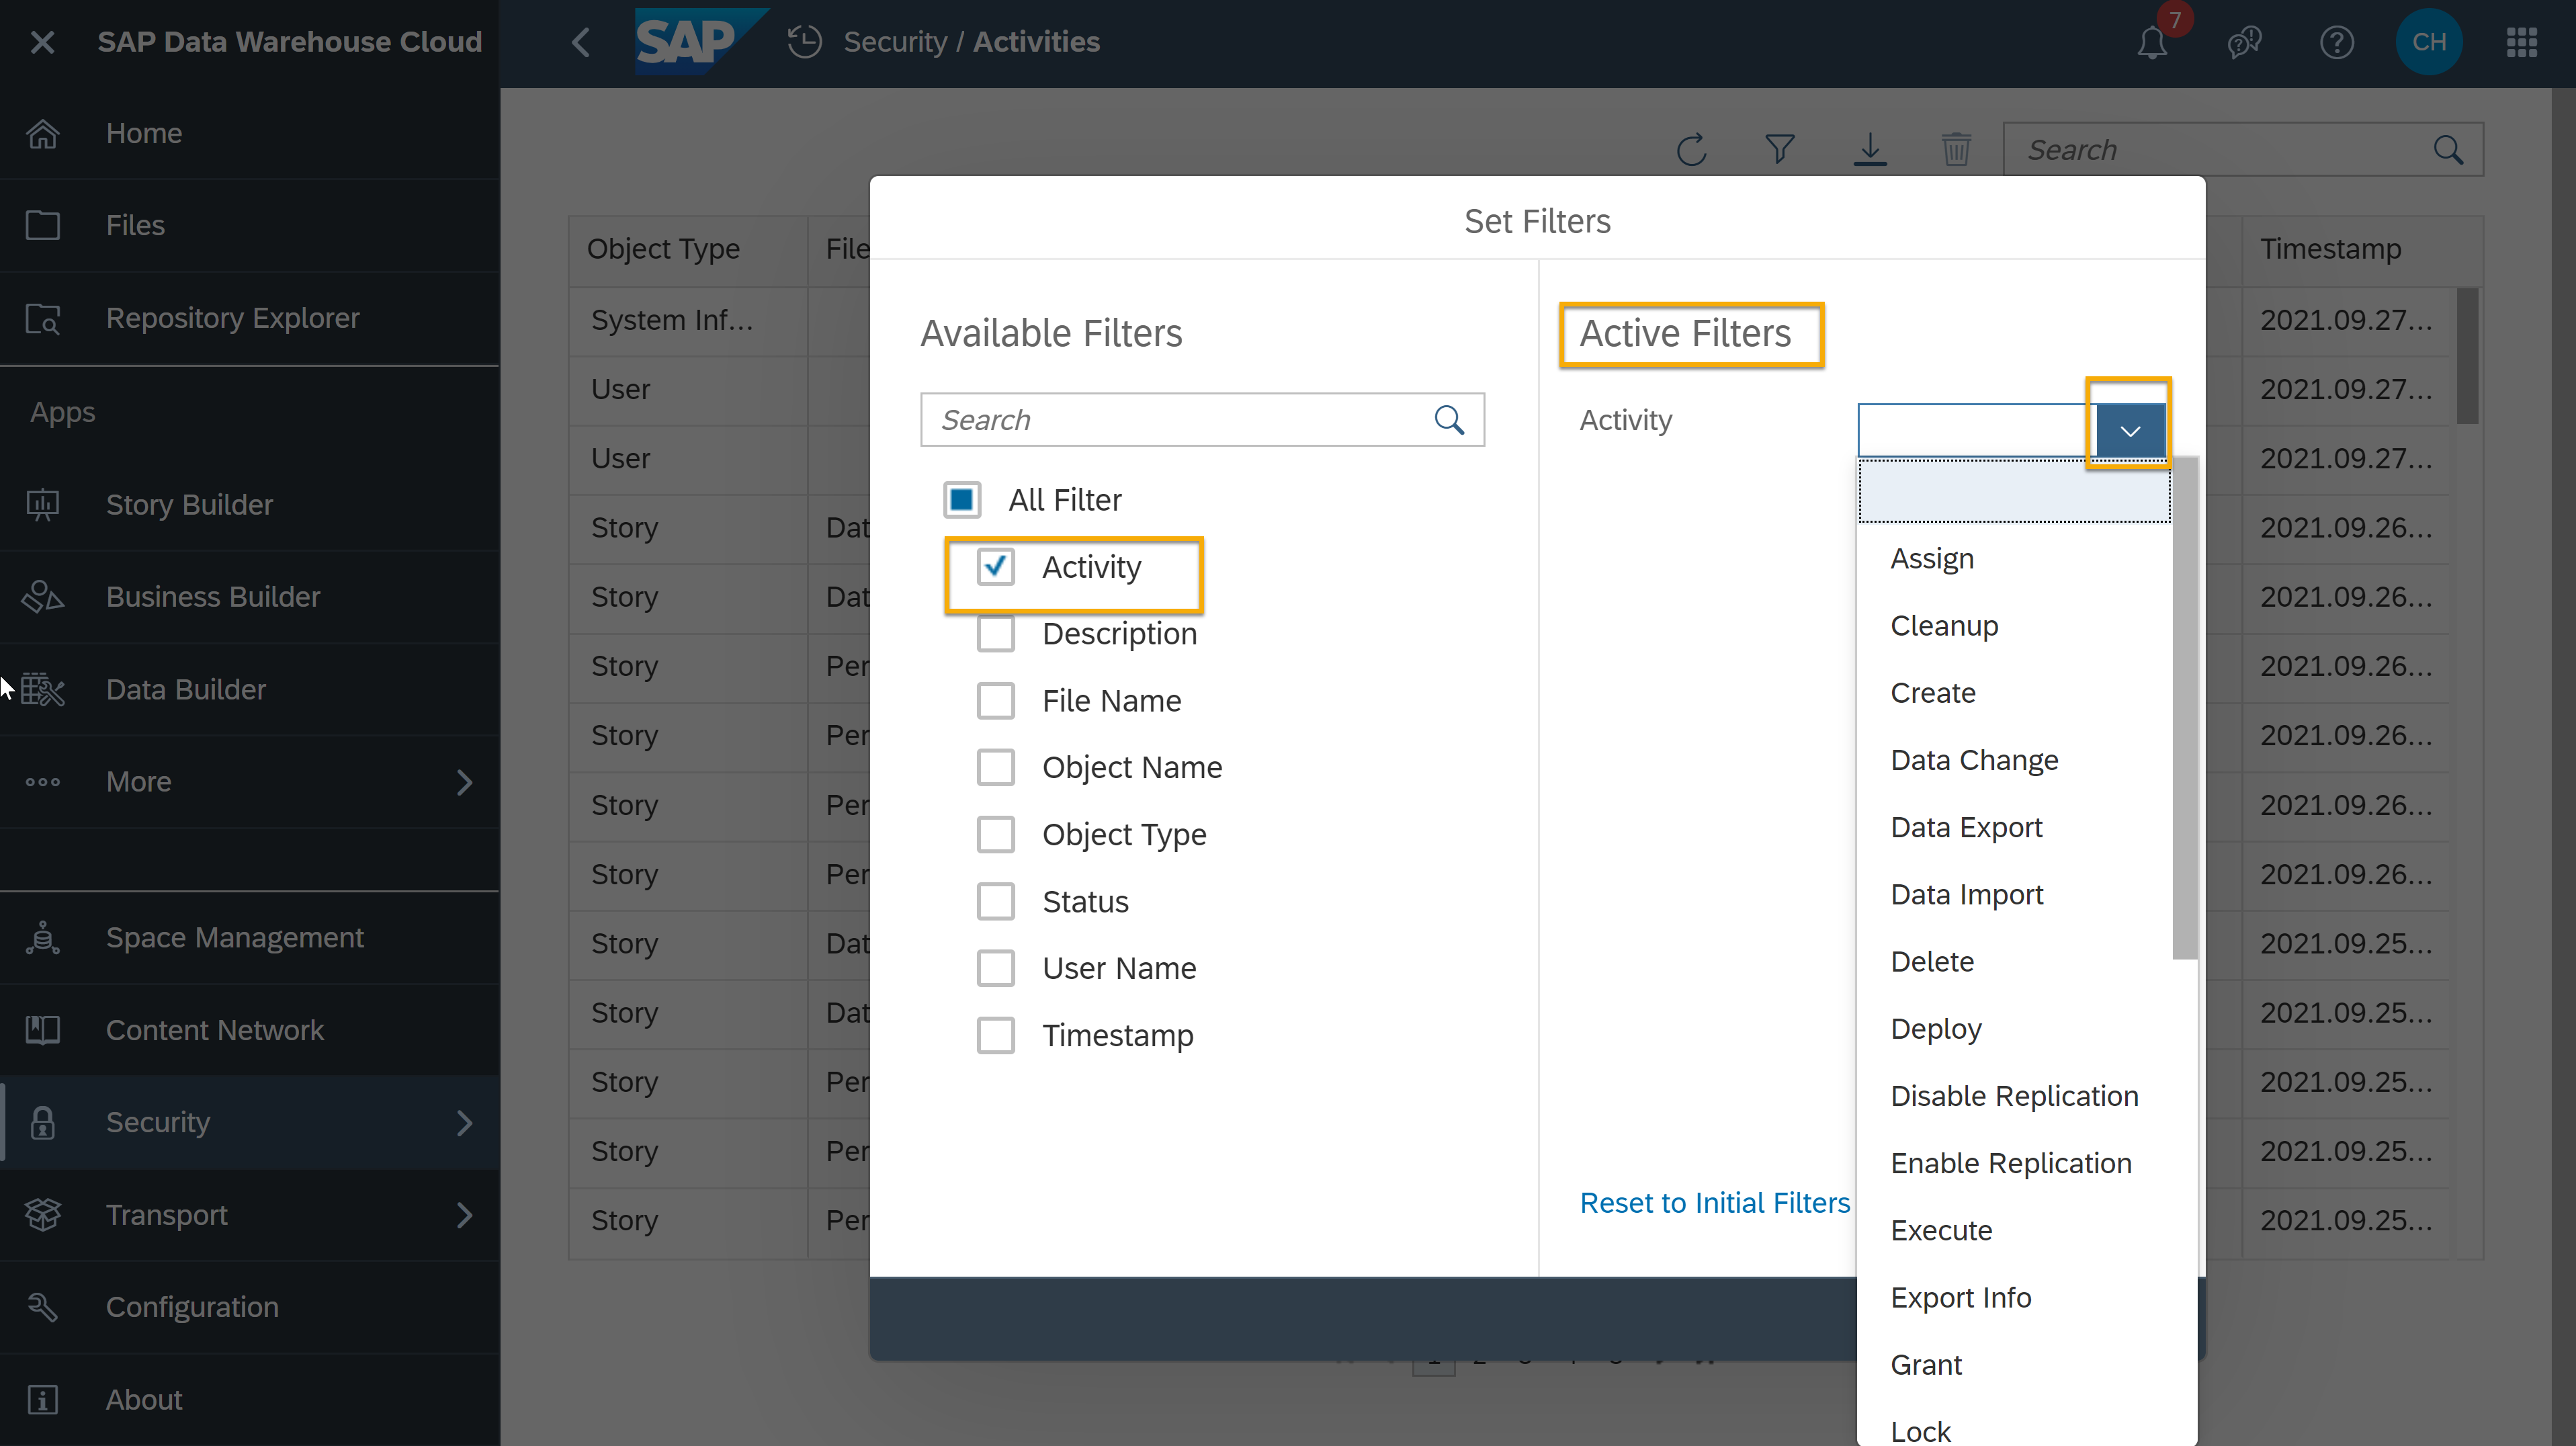 SAP Data Warehouse Cloud
SAP
Security / Activities
7
CH
Home
Files
Repository Explorer
Apps
Story Builder
Business Builder
Data Builder
More
Space Management
Content Network
Security
Transport
Configuration
About
Search
Object Type
File
Timestamp
System Inf...
2021.09.27...
User
2021.09.27...
User
2021.09.27...
Story
Dat
2021.09.26...
Story
Dat
2021.09.26...
Story
Per
2021.09.26...
Story
Per
2021.09.26...
Story
Per
2021.09.26...
Story
Per
2021.09.26...
Story
Dat
2021.09.25...
Story
Dat
2021.09.25...
Story
Per
2021.09.25...
Story
Per
2021.09.25...
Story
Per
2021.09.25...
Set Filters
Available Filters
Search
All Filter
Activity
Description
File Name
Object Name
Object Type
Status
User Name
Timestamp
Active Filters
Activity
Assign
Cleanup
Create
Data Change
Data Export
Data Import
Delete
Deploy
Disable Replication
Enable Replication
Execute
Export Info
Grant
Lock
Reset to Initial Filters